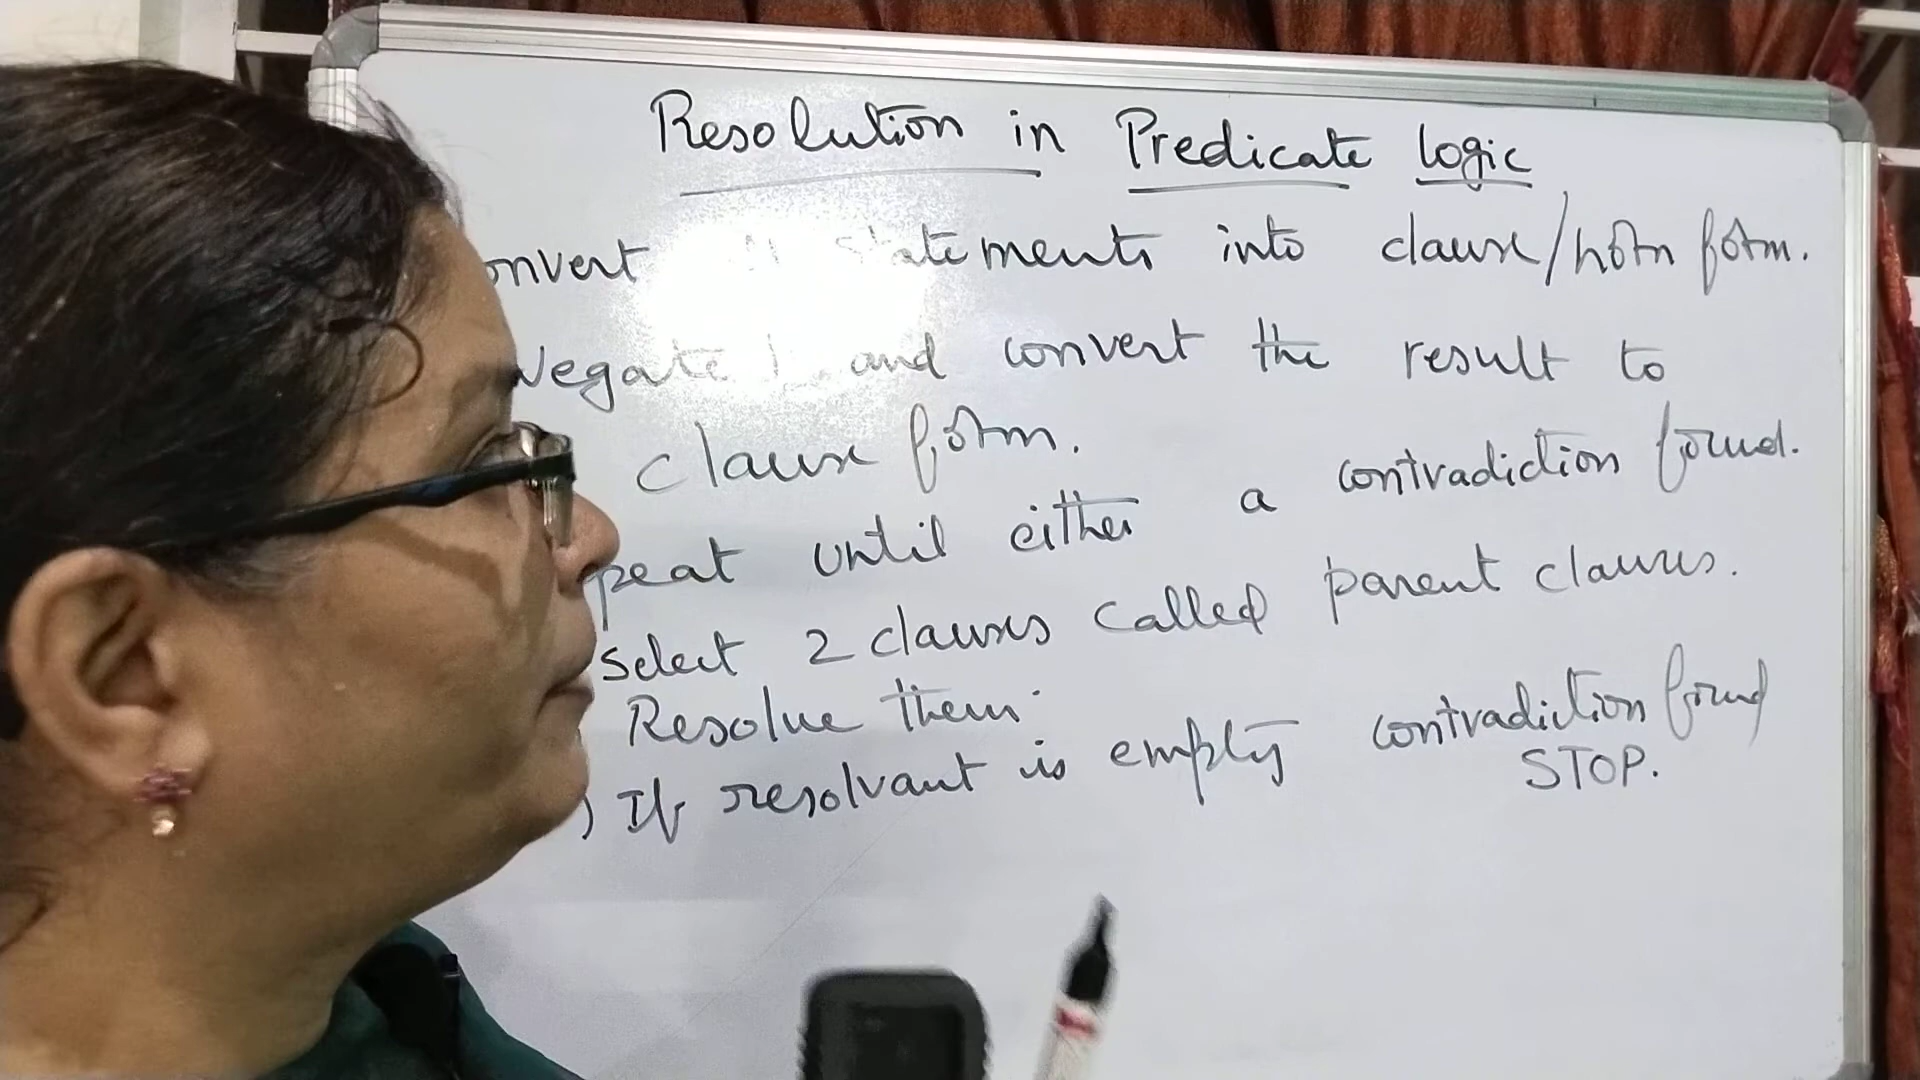 Resolution in Predicate Logic
onvert statements into clause/horn form.
Negate and convert the result to
clause form.
peat until either a contradiction found.
select 2 clauses called parent clauses.
Resolve them.
) If resolvant is empty contradiction found
STOP.